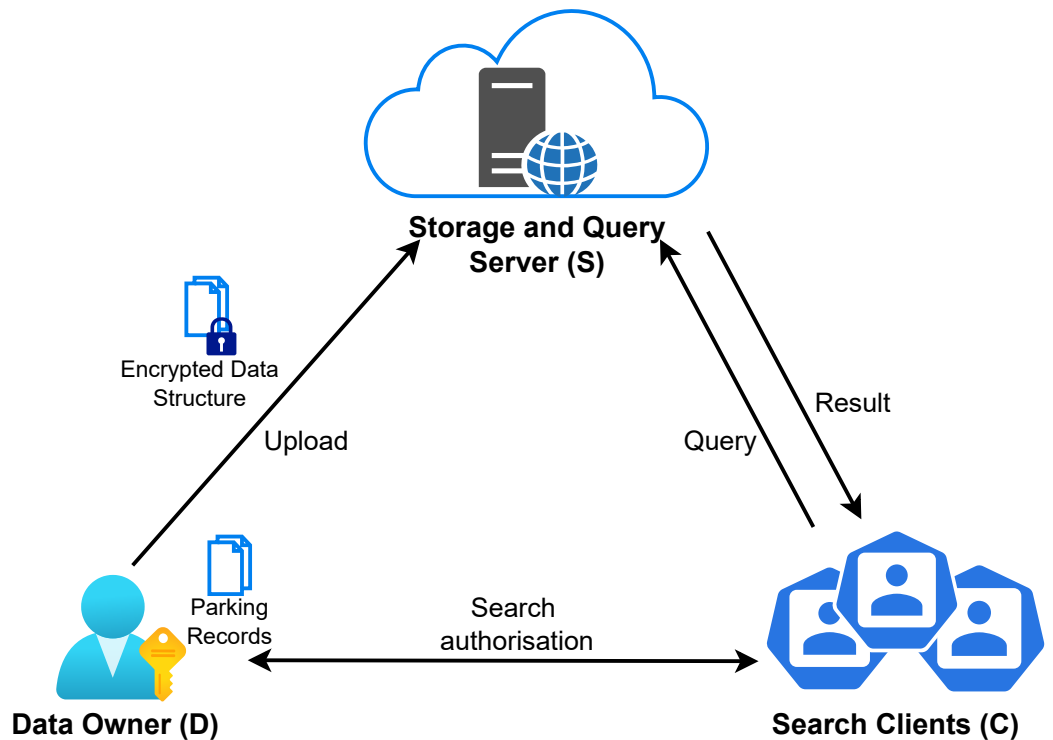 Storage and Query
Server (S)
Encrypted Data
Structure
Upload
Result
Query
Parking
Records
Search
authorisation
Data Owner (D)
Search Clients (C)